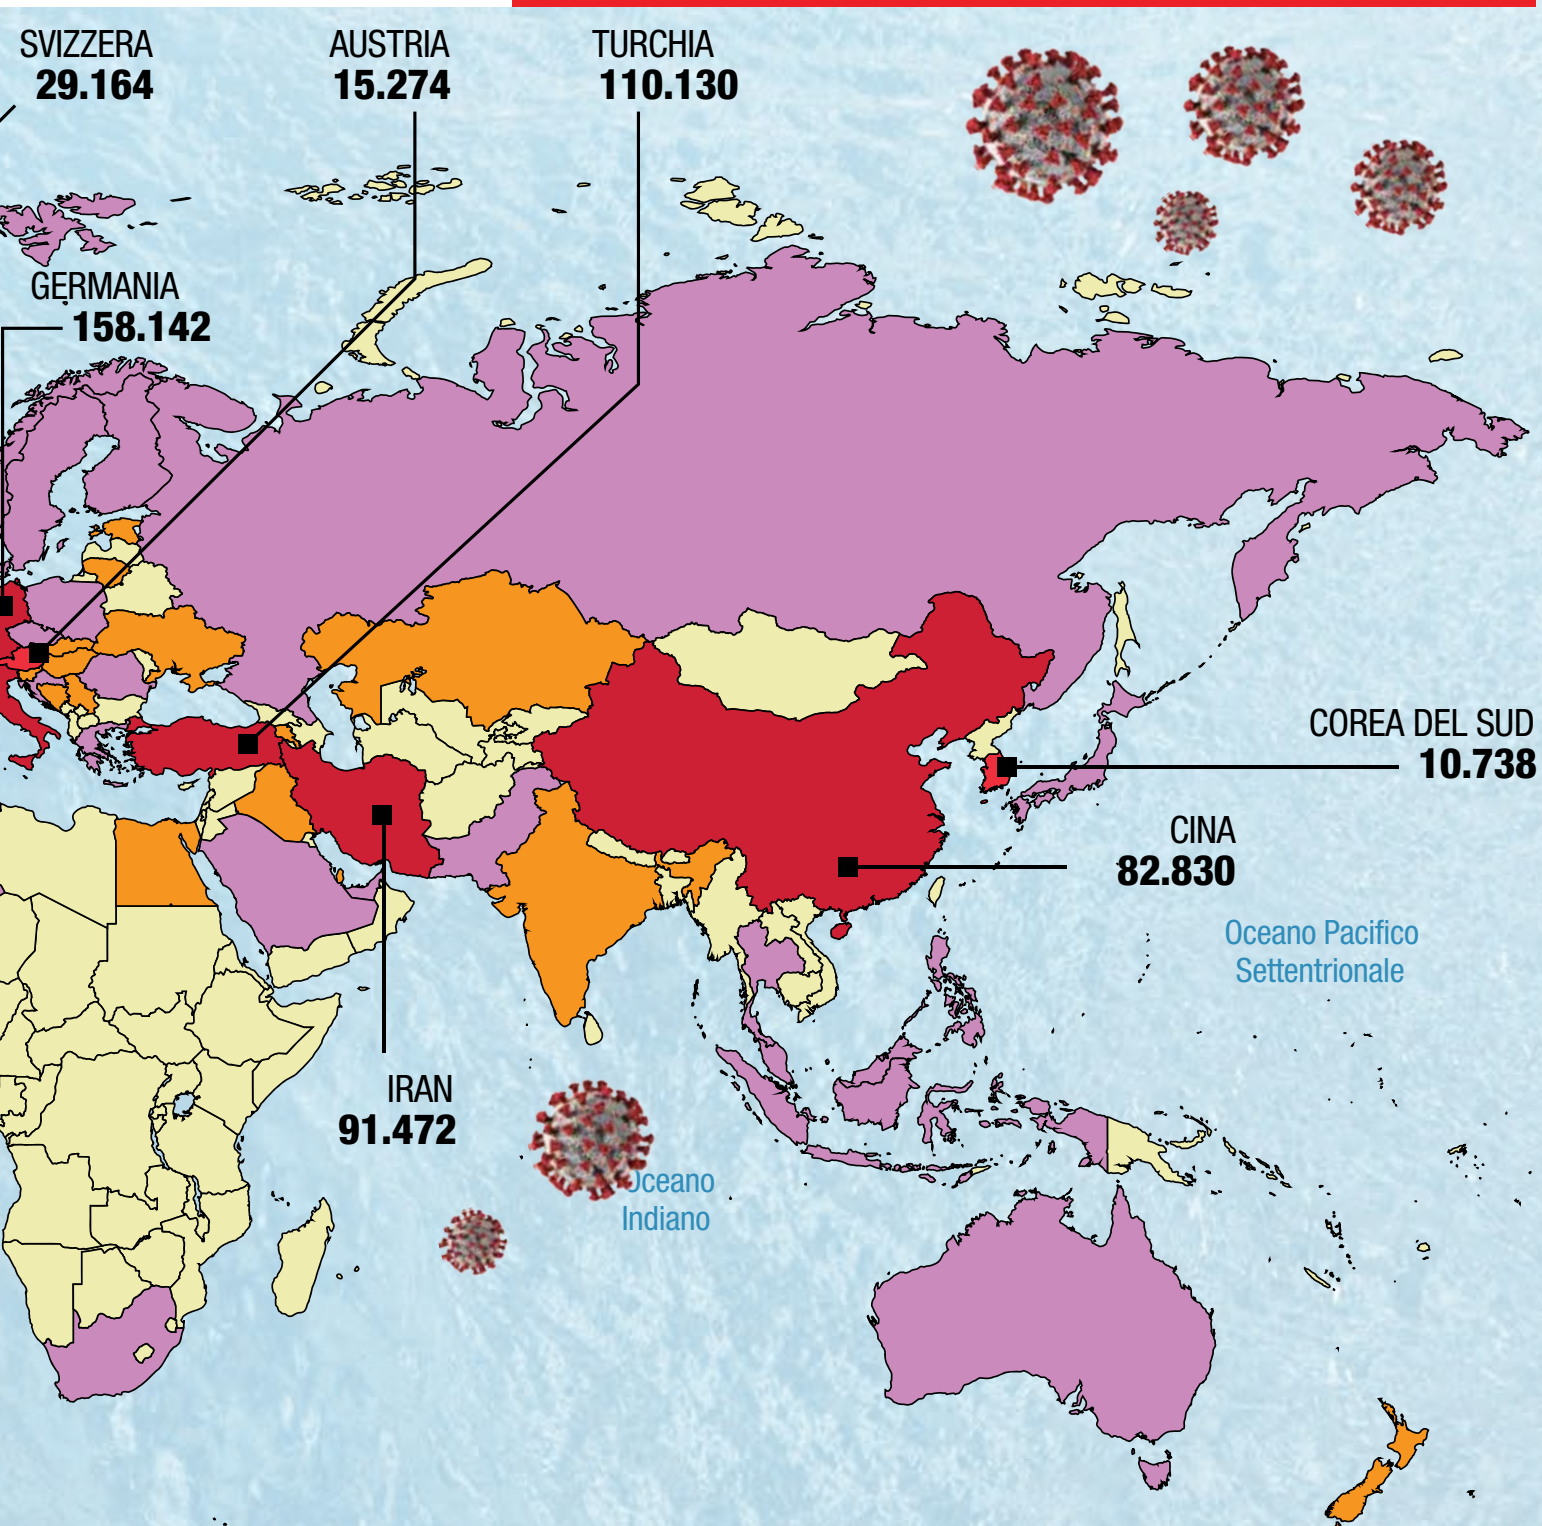 SVIZZERA
29.164
AUSTRIA
15.274
TURCHIA
110.130
GERMANIA
158.142
COREA DEL SUD
10.738
CINA
82.830
Oceano Pacifico
Settentrionale
IRAN
91.472
Oceano
Indiano